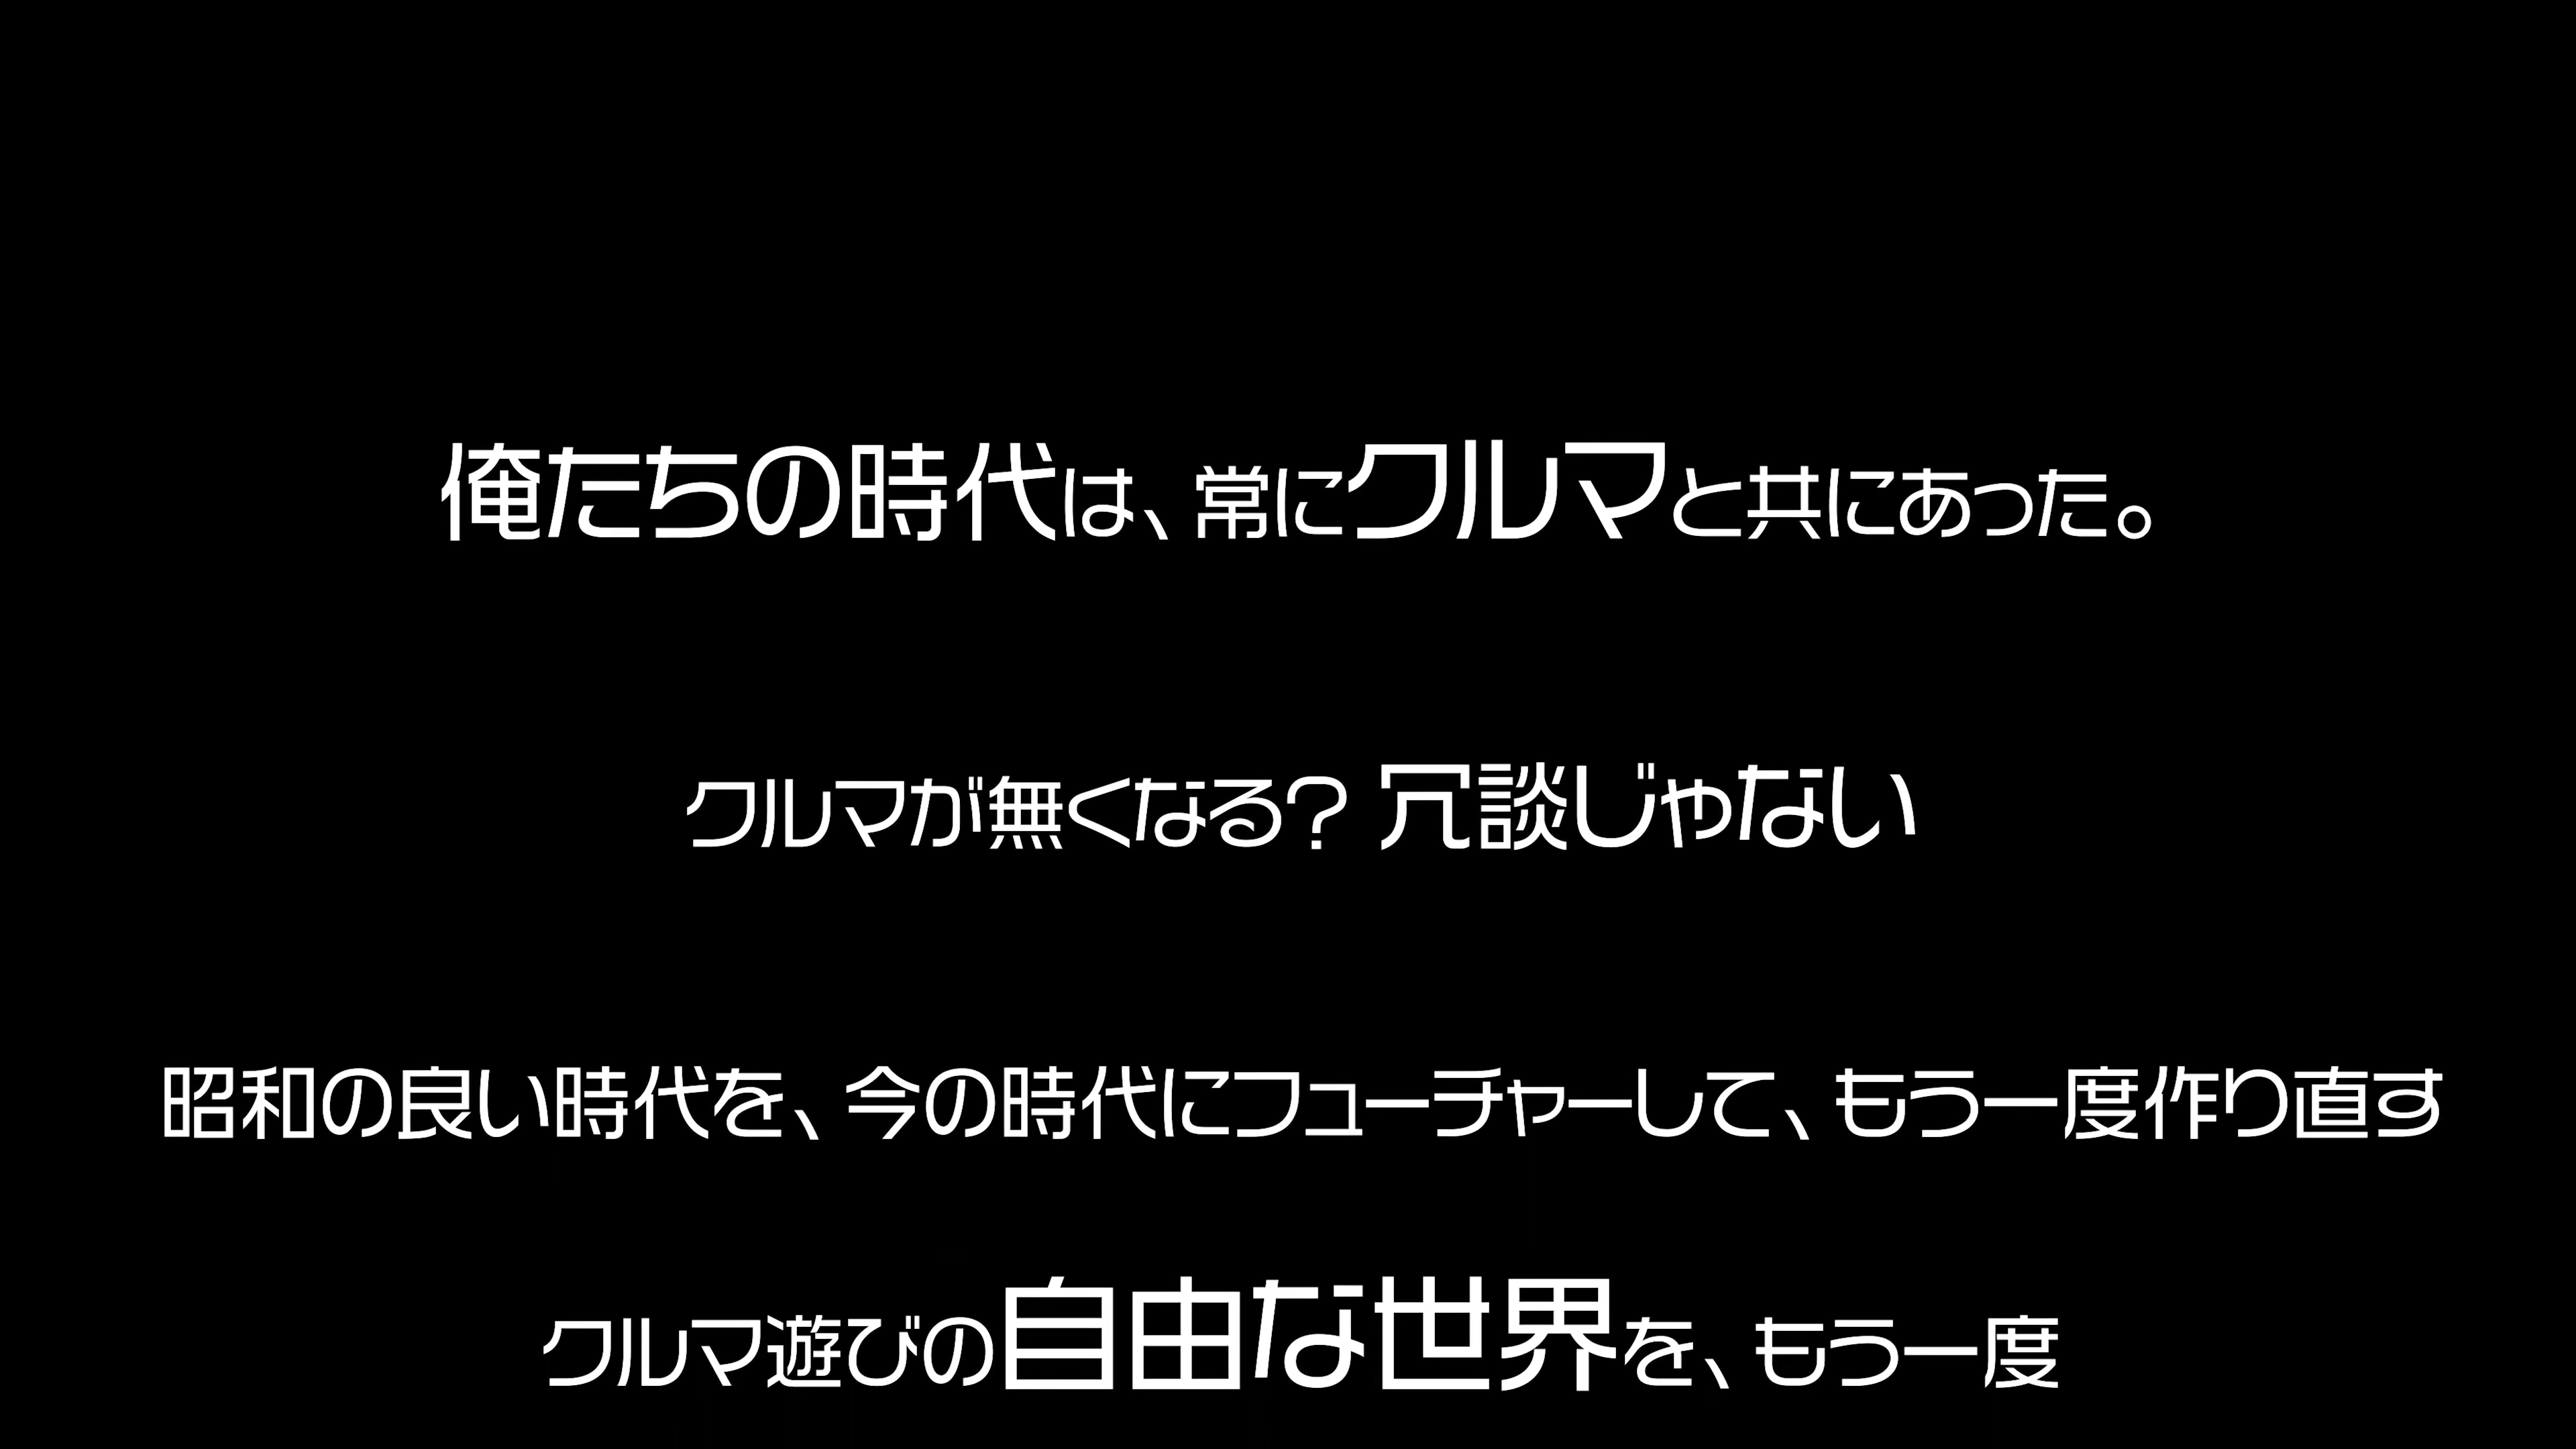 俺たちの時代は、常にクルマと共にあった。
クルマが無くなる？ 冗談じゃない
昭和の良い時代を、今の時代にフューチャーして、もう一度作り直す
クルマ遊びの自由な世界を、もう一度